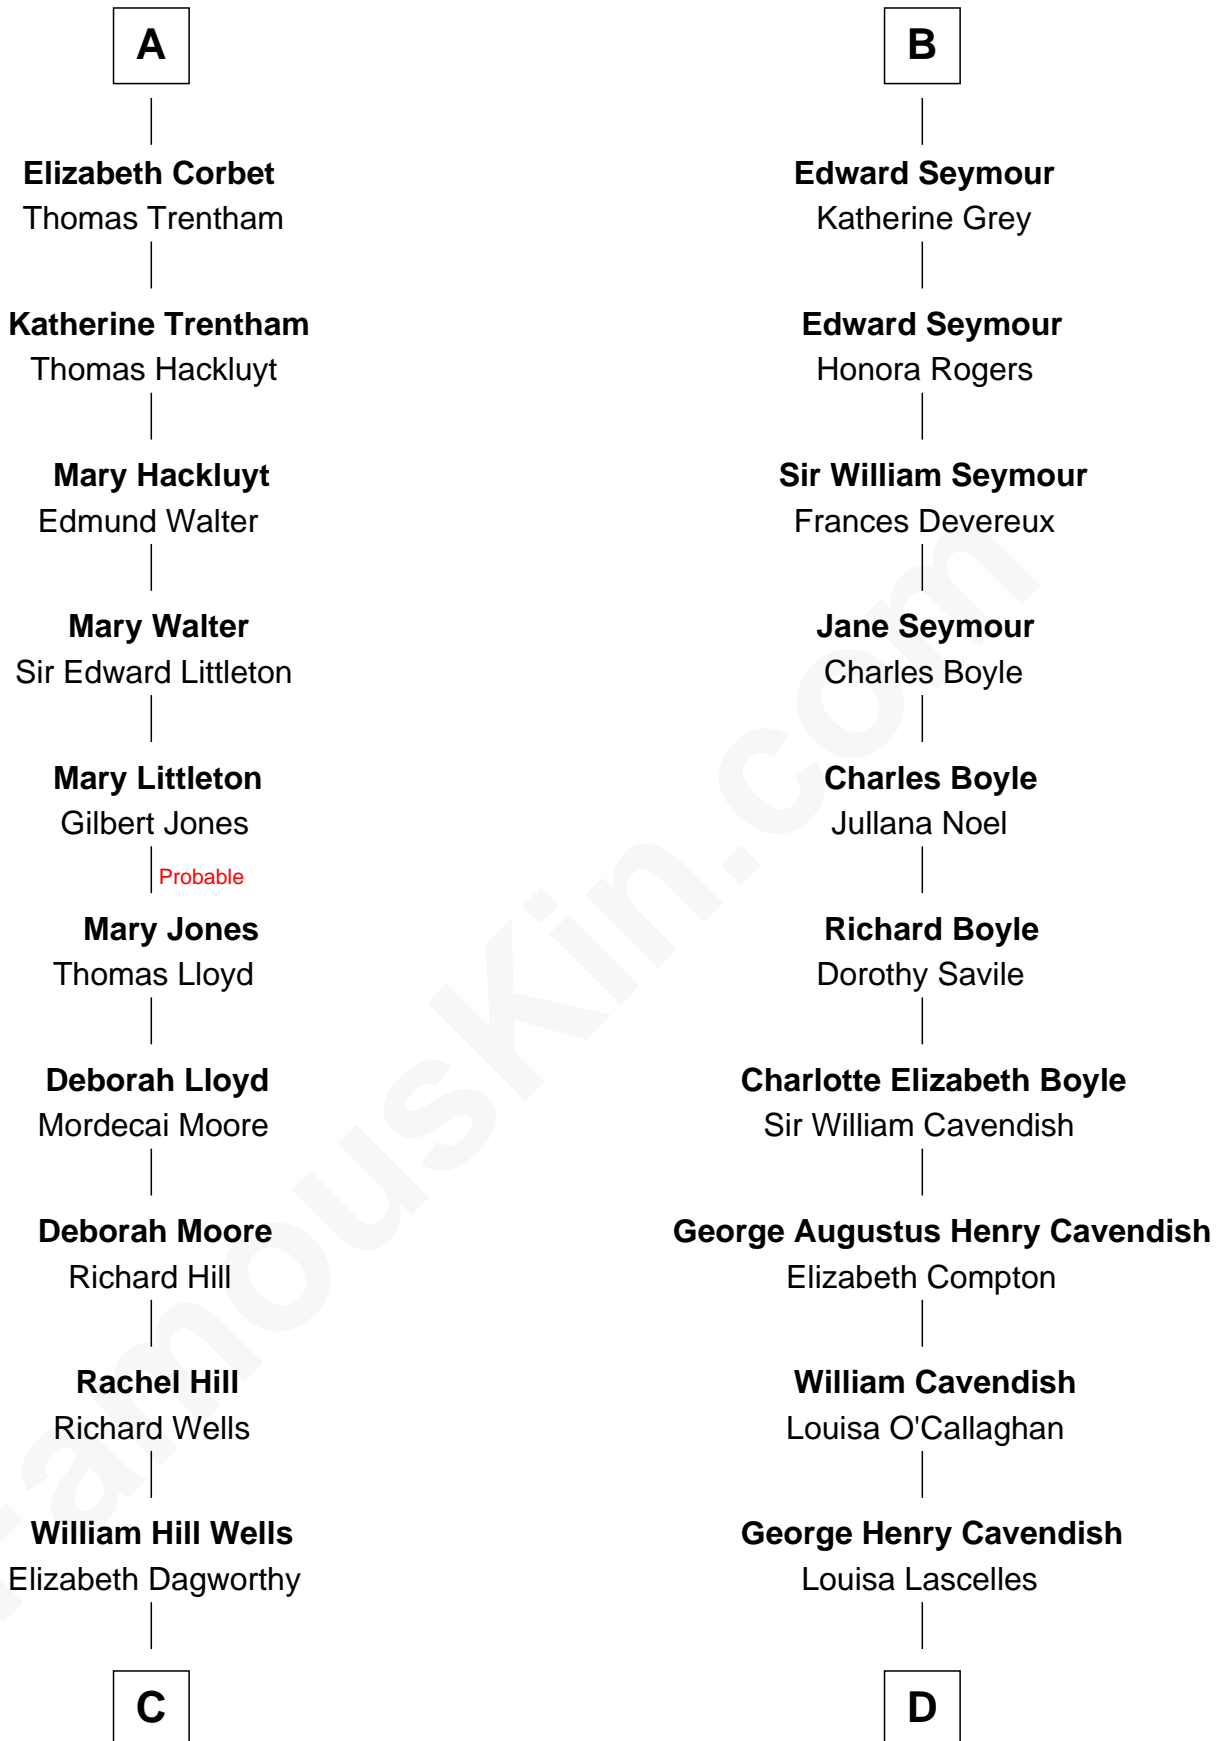 A
Elizabeth Corbet
Thomas Trentham
Katherine Trentham
Thomas Hackluyt
Mary Hackluyt
Edmund Walter
Mary Walter
Sir Edward Littleton
Mary Littleton
Gilbert Jones
Probable
Mary Jones
Thomas Lloyd
Deborah Lloyd
Mordecai Moore
Deborah Moore
Richard Hill
Rachel Hill
Richard Wells
William Hill Wells
Elizabeth Dagworthy
C
B
Edward Seymour
Katherine Grey
Edward Seymour
Honora Rogers
Sir William Seymour
Frances Devereux
Jane Seymour
Charles Boyle
Charles Boyle
Jullana Noel
Richard Boyle
Dorothy Savile
Charlotte Elizabeth Boyle
Sir William Cavendish
George Augustus Henry Cavendish
Elizabeth Compton
William Cavendish
Louisa O'Callaghan
George Henry Cavendish
Louisa Lascelles
D
FamousKin.com